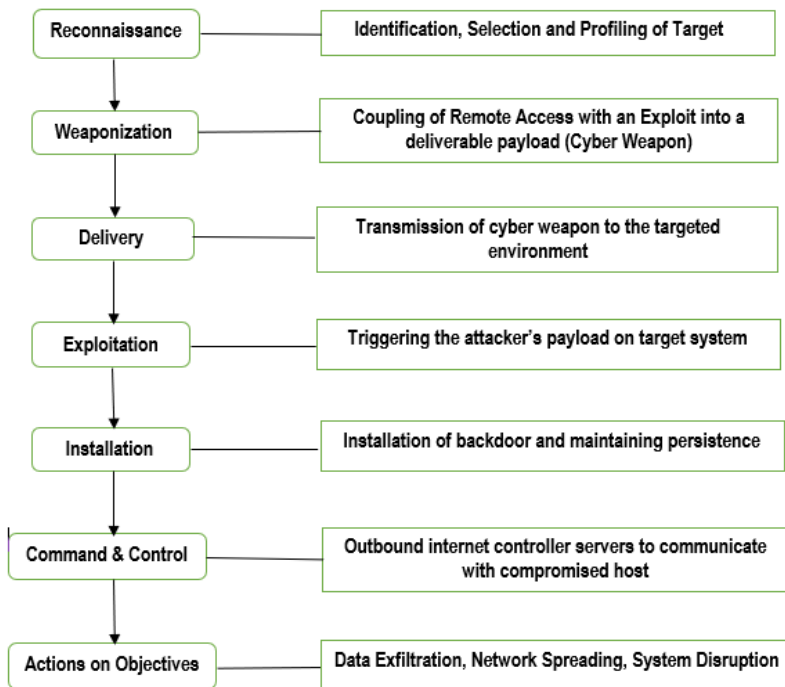 Reconnaissance
Identification, Selection and Profiling of Target
Weaponization
Coupling of Remote Access with an Exploit into a
deliverable payload (Cyber Weapon)
Delivery
Transmission of cyber weapon to the targeted
environment
Exploitation
Triggering the attacker's payload on target system
Installation
Installation of backdoor and maintaining persistence
Command & Control
Outbound internet controller servers to communicate
with compromised host
Actions on Objectives
Data Exfiltration, Network Spreading, System Disruption